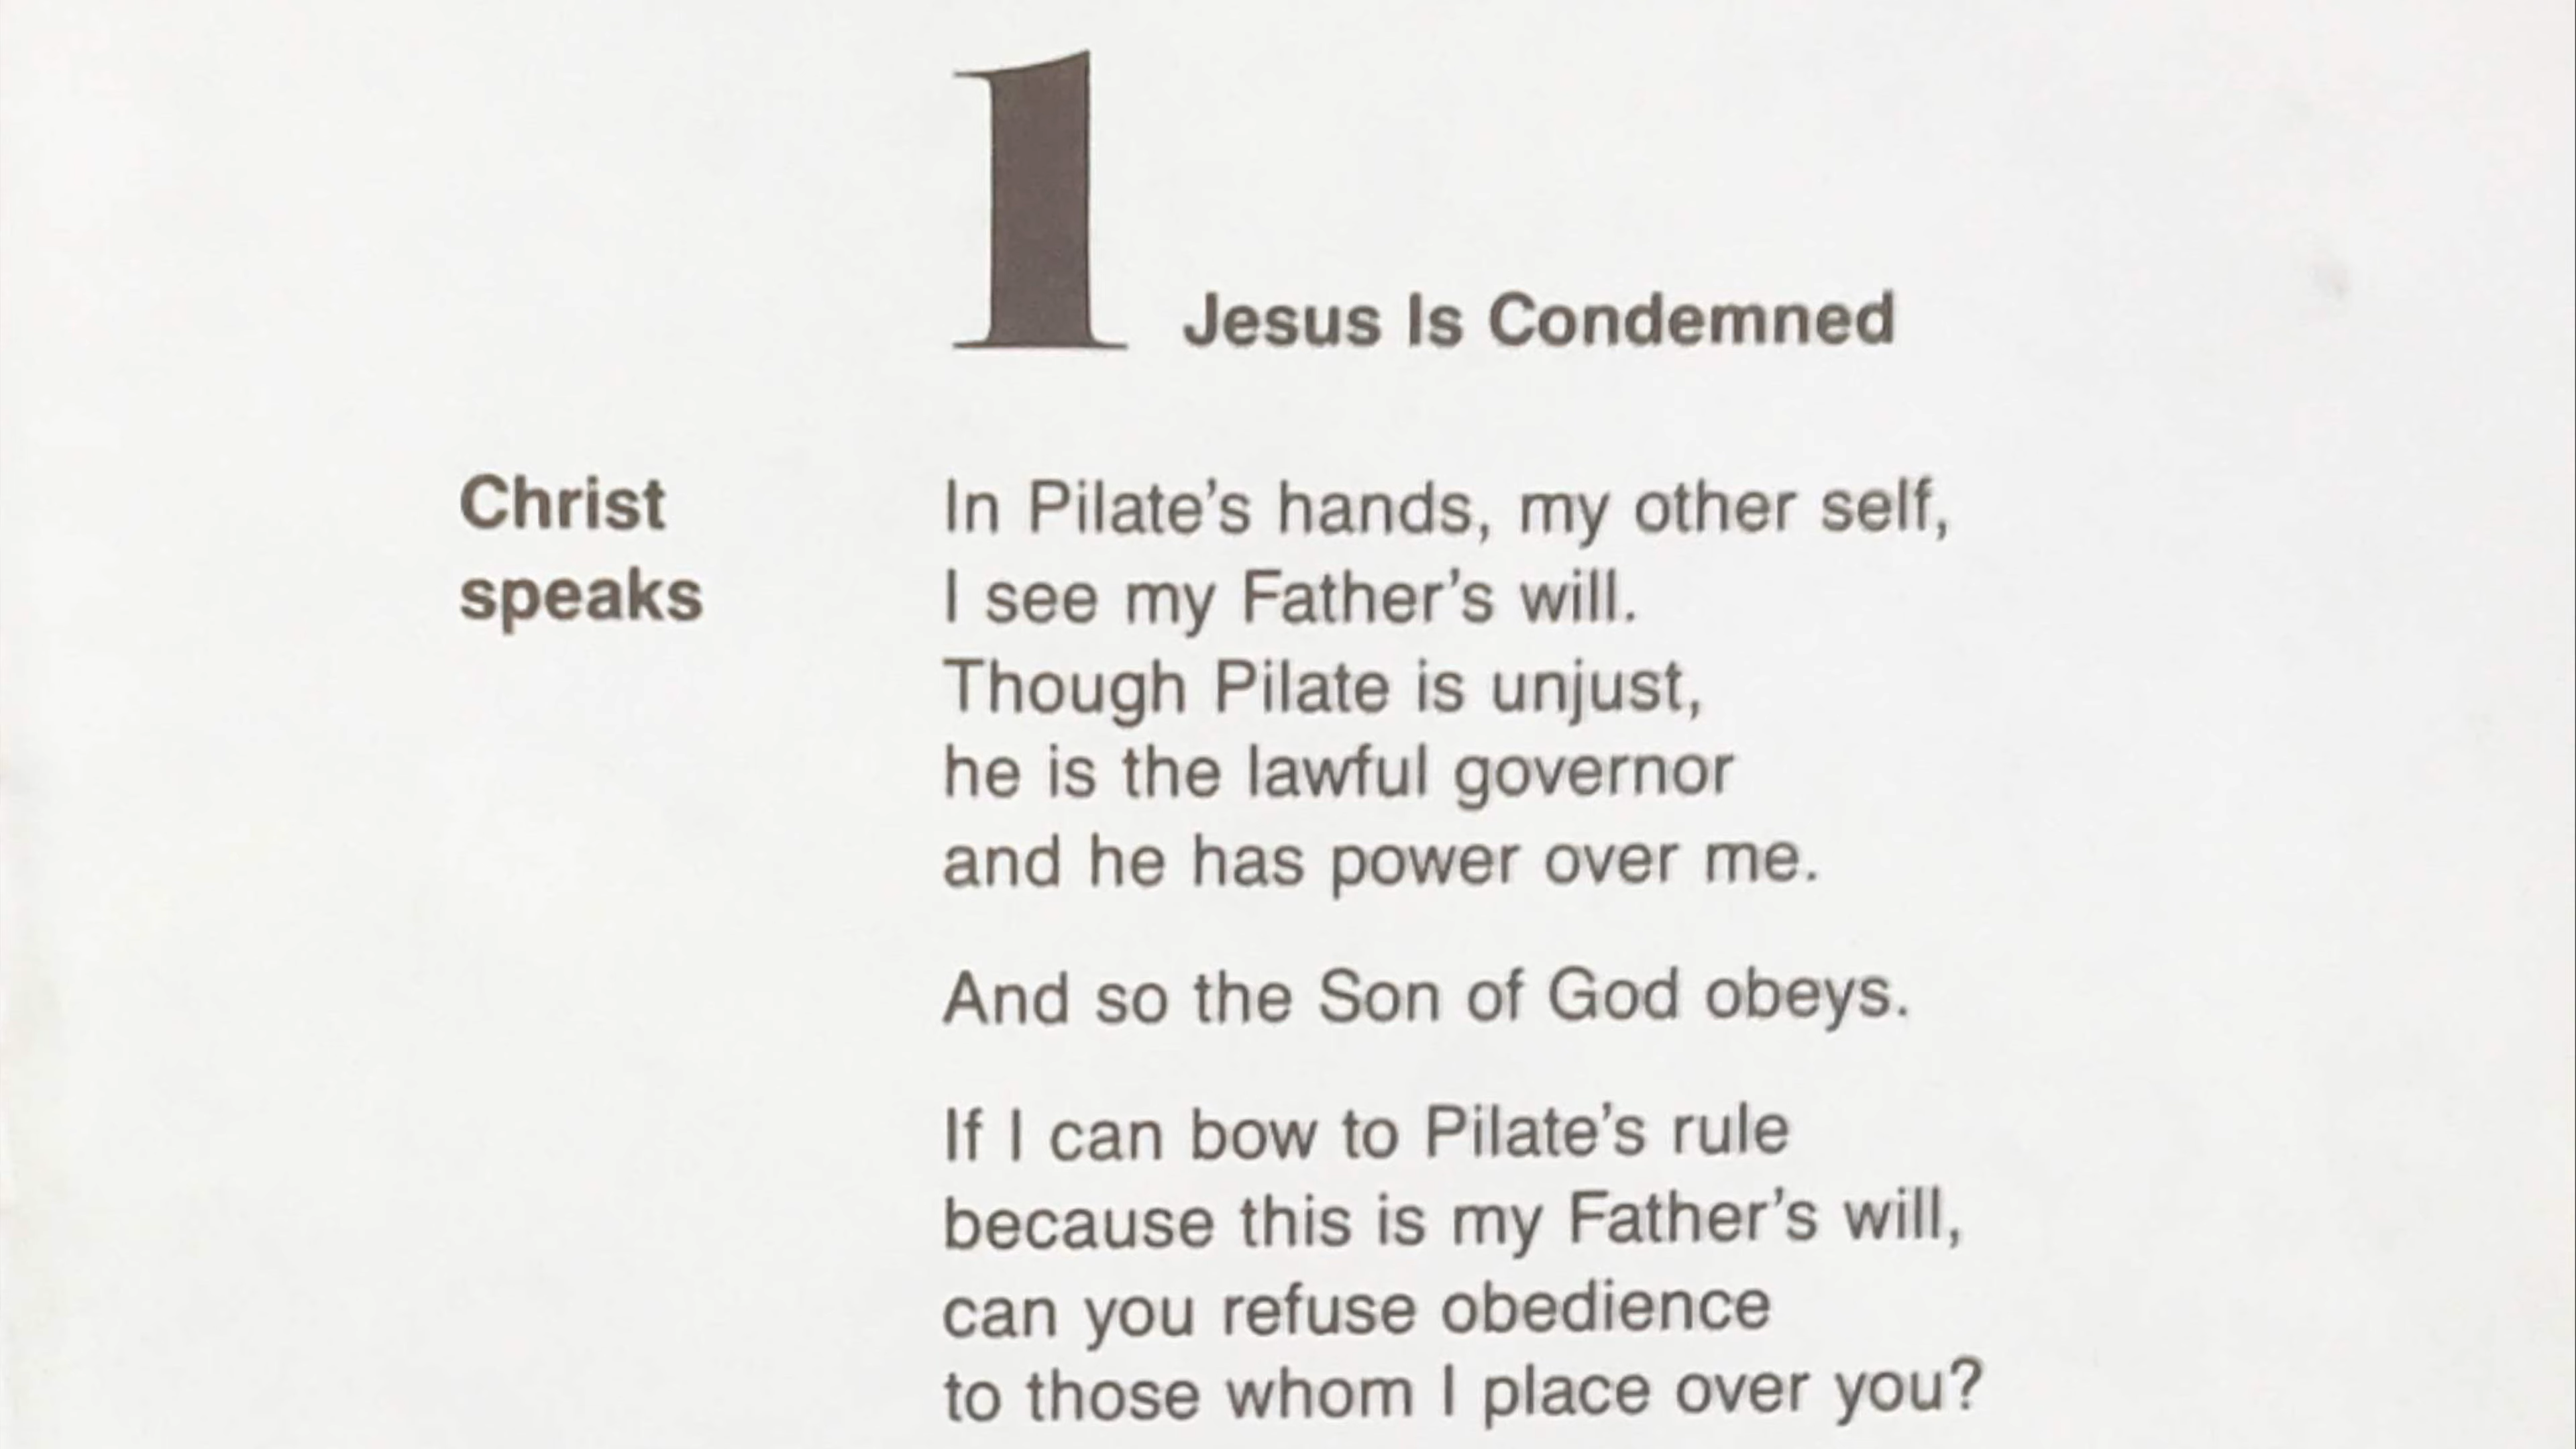 1 Jesus Is Condemned
Christ
speaks
In Pilate’s hands, my other self,
I see my Father’s will.
Though Pilate is unjust,
he is the lawful governor
and he has power over me.
And so the Son of God obeys.
If I can bow to Pilate’s rule
because this is my Father’s will,
can you refuse obedience
to those whom I place over you?